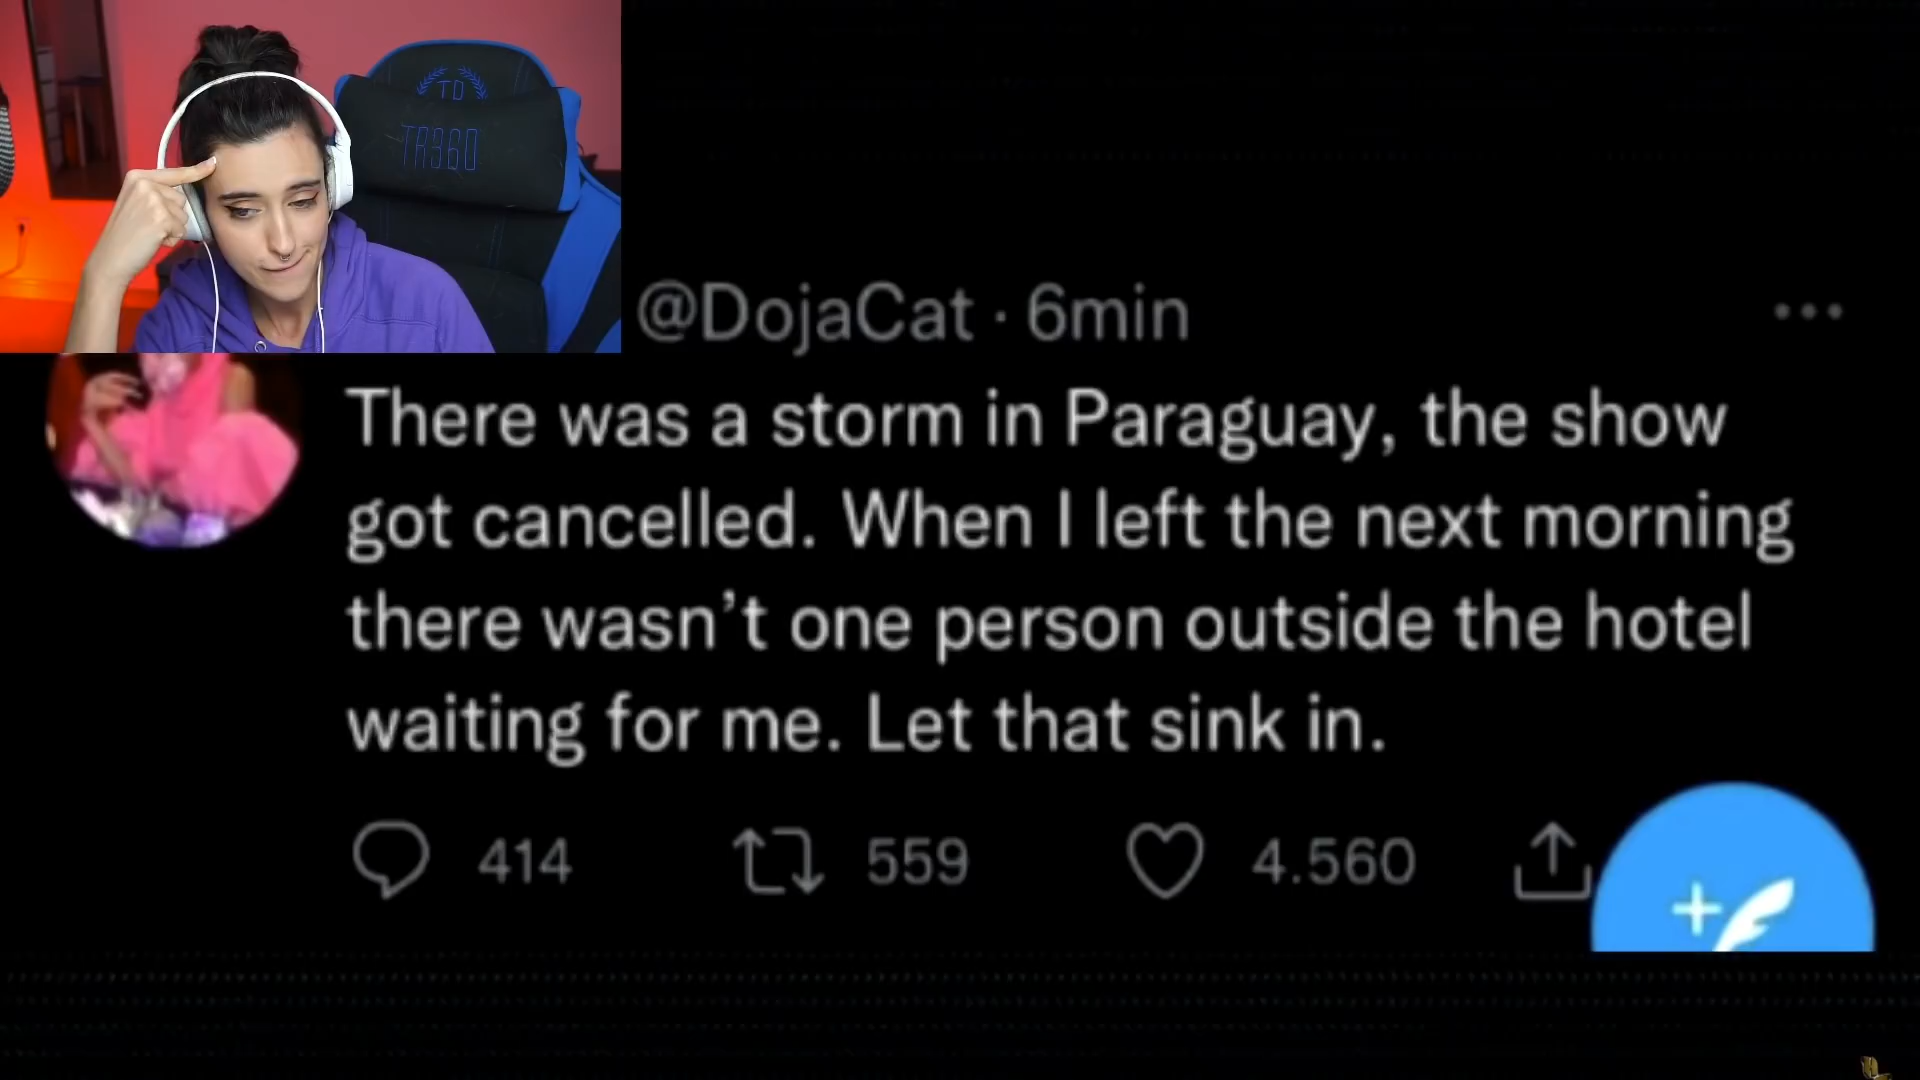 TD
TR360
@DojaCat · 6min
There was a storm in Paraguay, the show
got cancelled. When I left the next morning
there wasn't one person outside the hotel
waiting for me. Let that sink in.
414 559 4.560